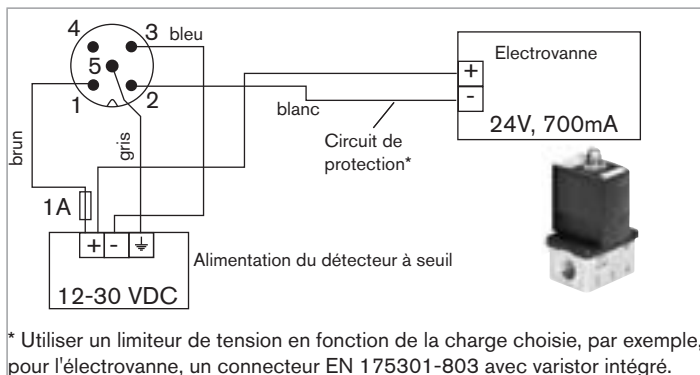 4
3
bleu
5
1
2
brun
gris
blanc
1A
+ - ⏚
12-30 VDC
Alimentation du détecteur à seuil
Circuit de
protection*
Electrovanne
+
-
24V, 700mA
* Utiliser un limiteur de tension en fonction de la charge choisie, par exemple,
pour l'électrovanne, un connecteur EN 175301-803 avec varistor intégré.